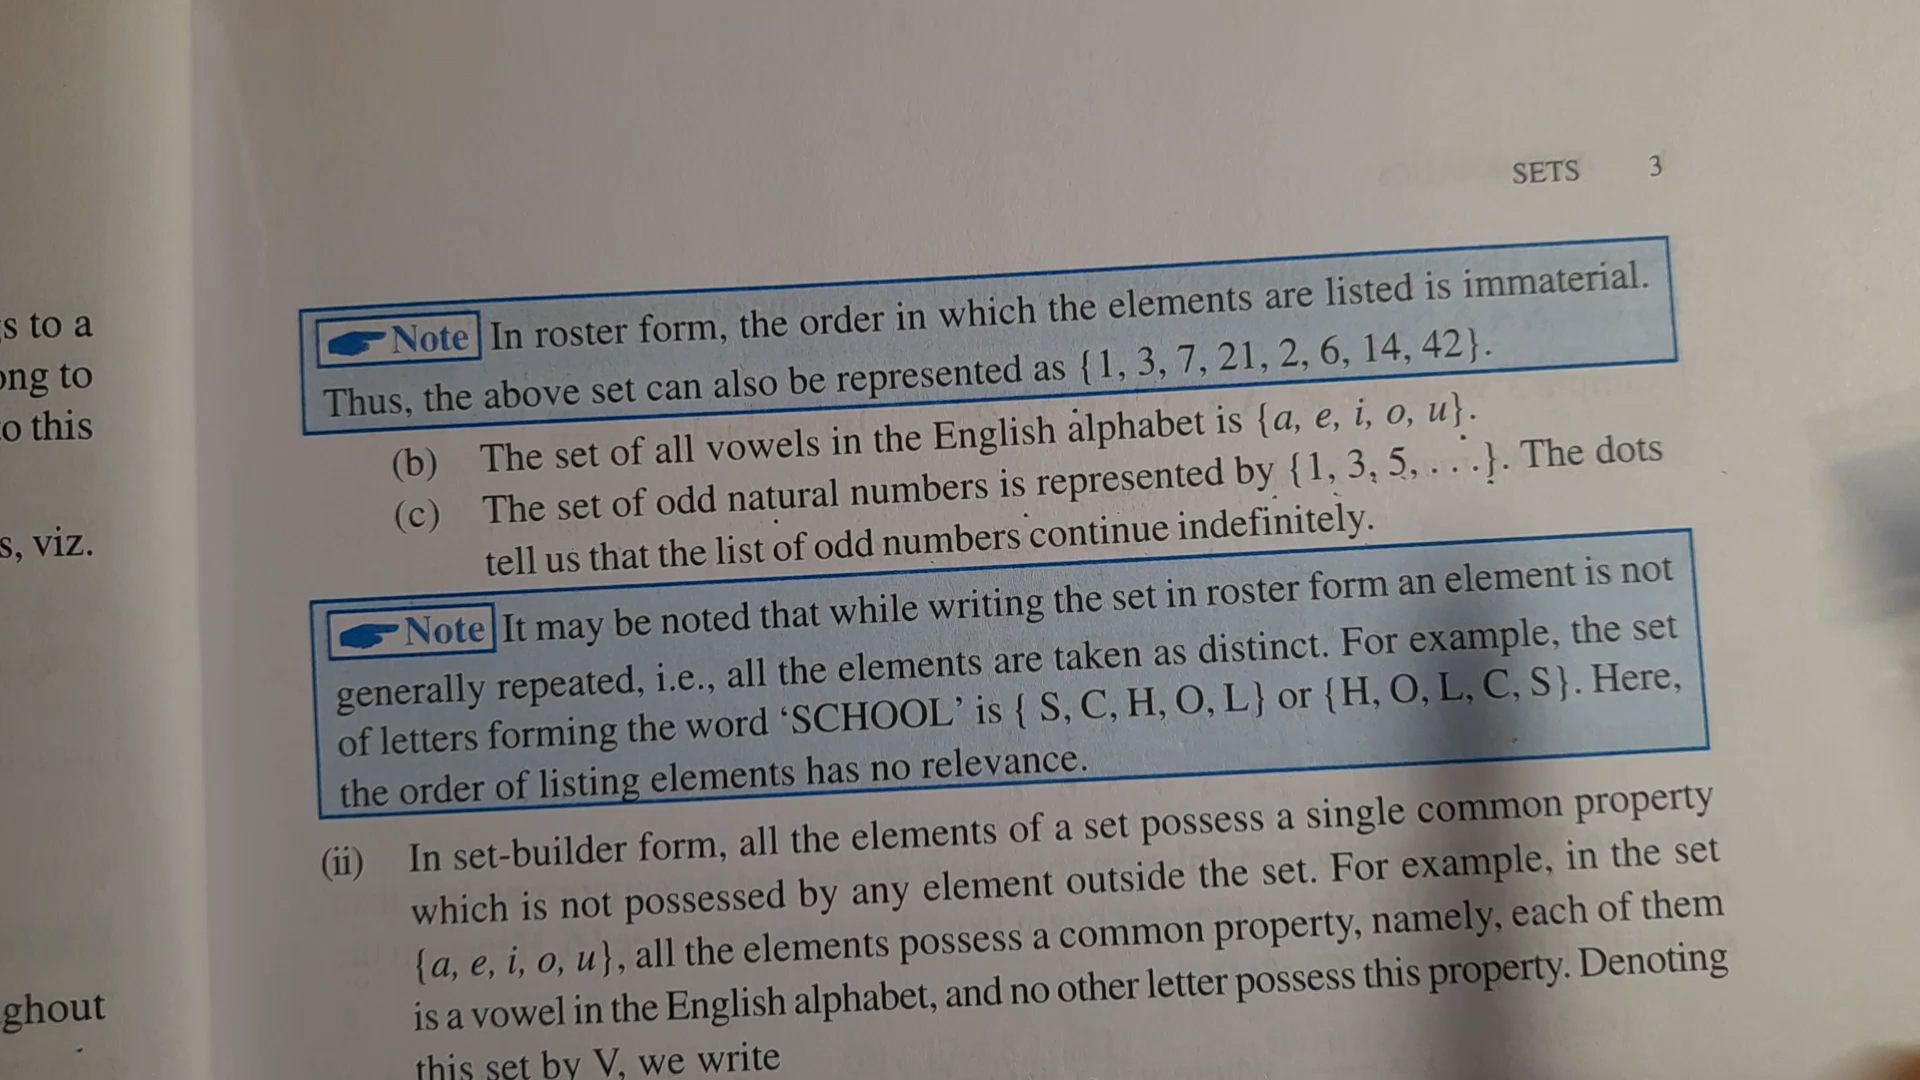 SETS 3
Note In roster form, the order in which the elements are listed is immaterial.
Thus, the above set can also be represented as {1, 3, 7, 21, 2, 6, 14, 42}.
(b) The set of all vowels in the English alphabet is {a, e, i, o, u}.
(c) The set of odd natural numbers is represented by {1, 3, 5, . . .}. The dots
tell us that the list of odd numbers continue indefinitely.
Note It may be noted that while writing the set in roster form an element is not
generally repeated, i.e., all the elements are taken as distinct. For example, the set
of letters forming the word ‘SCHOOL’ is { S, C, H, O, L} or {H, O, L, C, S}. Here,
the order of listing elements has no relevance.
(ii) In set-builder form, all the elements of a set possess a single common property
which is not possessed by any element outside the set. For example, in the set
{a, e, i, o, u}, all the elements possess a common property, namely, each of them
is a vowel in the English alphabet, and no other letter possess this property. Denoting
this set by V, we write
to a
to
this
viz.